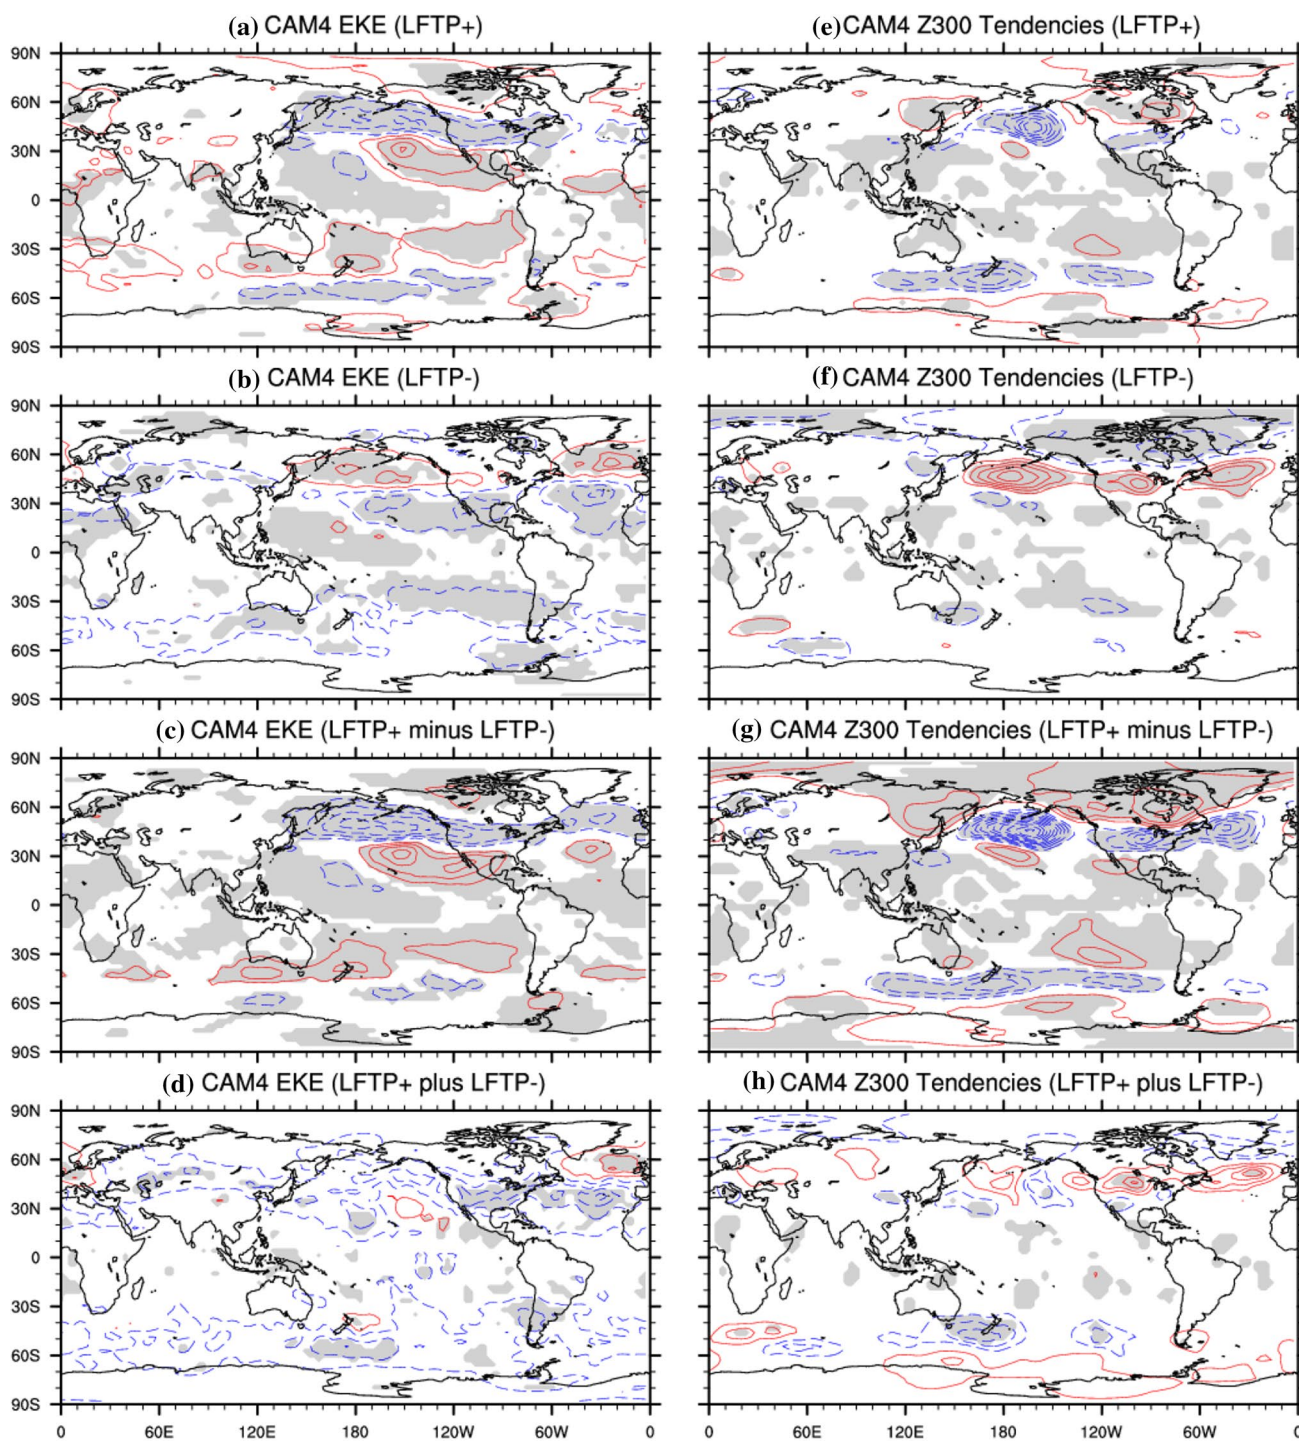 (a) CAM4 EKE (LFTP+)
(e) CAM4 Z300 Tendencies (LFTP+)
90N
60N
30N
0
30S
60S
90S
(b) CAM4 EKE (LFTP-)
(f) CAM4 Z300 Tendencies (LFTP-)
90N
60N
30N
0
30S
60S
90S
(c) CAM4 EKE (LFTP+ minus LFTP-)
(g) CAM4 Z300 Tendencies (LFTP+ minus LFTP-)
90N
60N
30N
0
30S
60S
90S
(d) CAM4 EKE (LFTP+ plus LFTP-)
(h) CAM4 Z300 Tendencies (LFTP+ plus LFTP-)
90N
60N
30N
0
30S
60S
90S
0 60E 120E 180 120W 60W 0
0 60E 120E 180 120W 60W 0